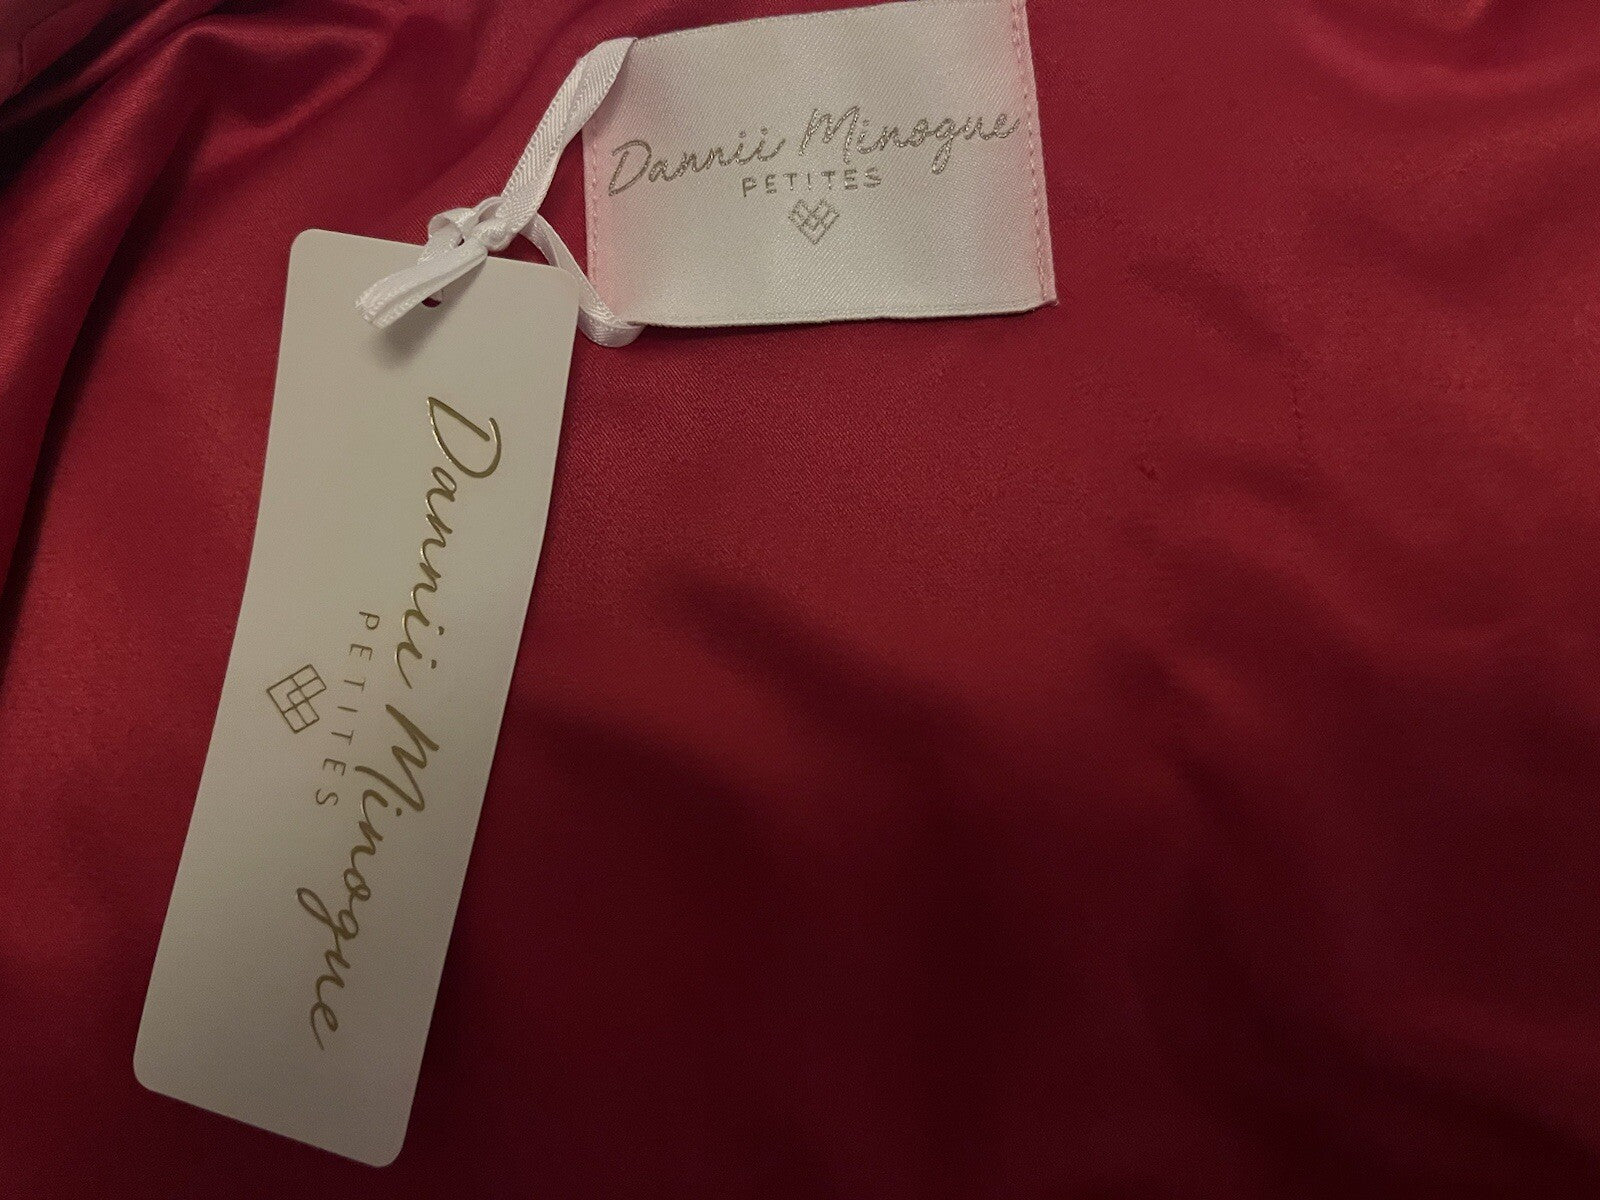 Dannii Minogue
PETITES
Dannii Minogue
PETITES